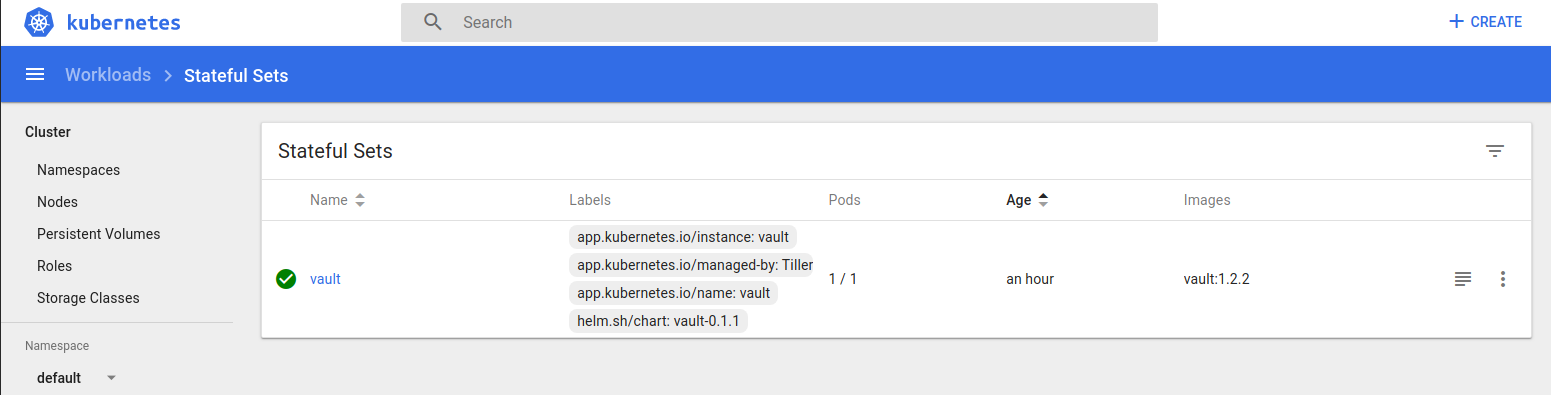 kubernetes
Search
CREATE
Workloads > Stateful Sets
Cluster
Namespaces
Nodes
Persistent Volumes
Roles
Storage Classes
Namespace
default
Stateful Sets
Name Labels Pods Age Images
app.kubernetes.io/instance: vault
app.kubernetes.io/managed-by: Tiller
vault 1 / 1 an hour vault:1.2.2
app.kubernetes.io/name: vault
helm.sh/chart: vault-0.1.1